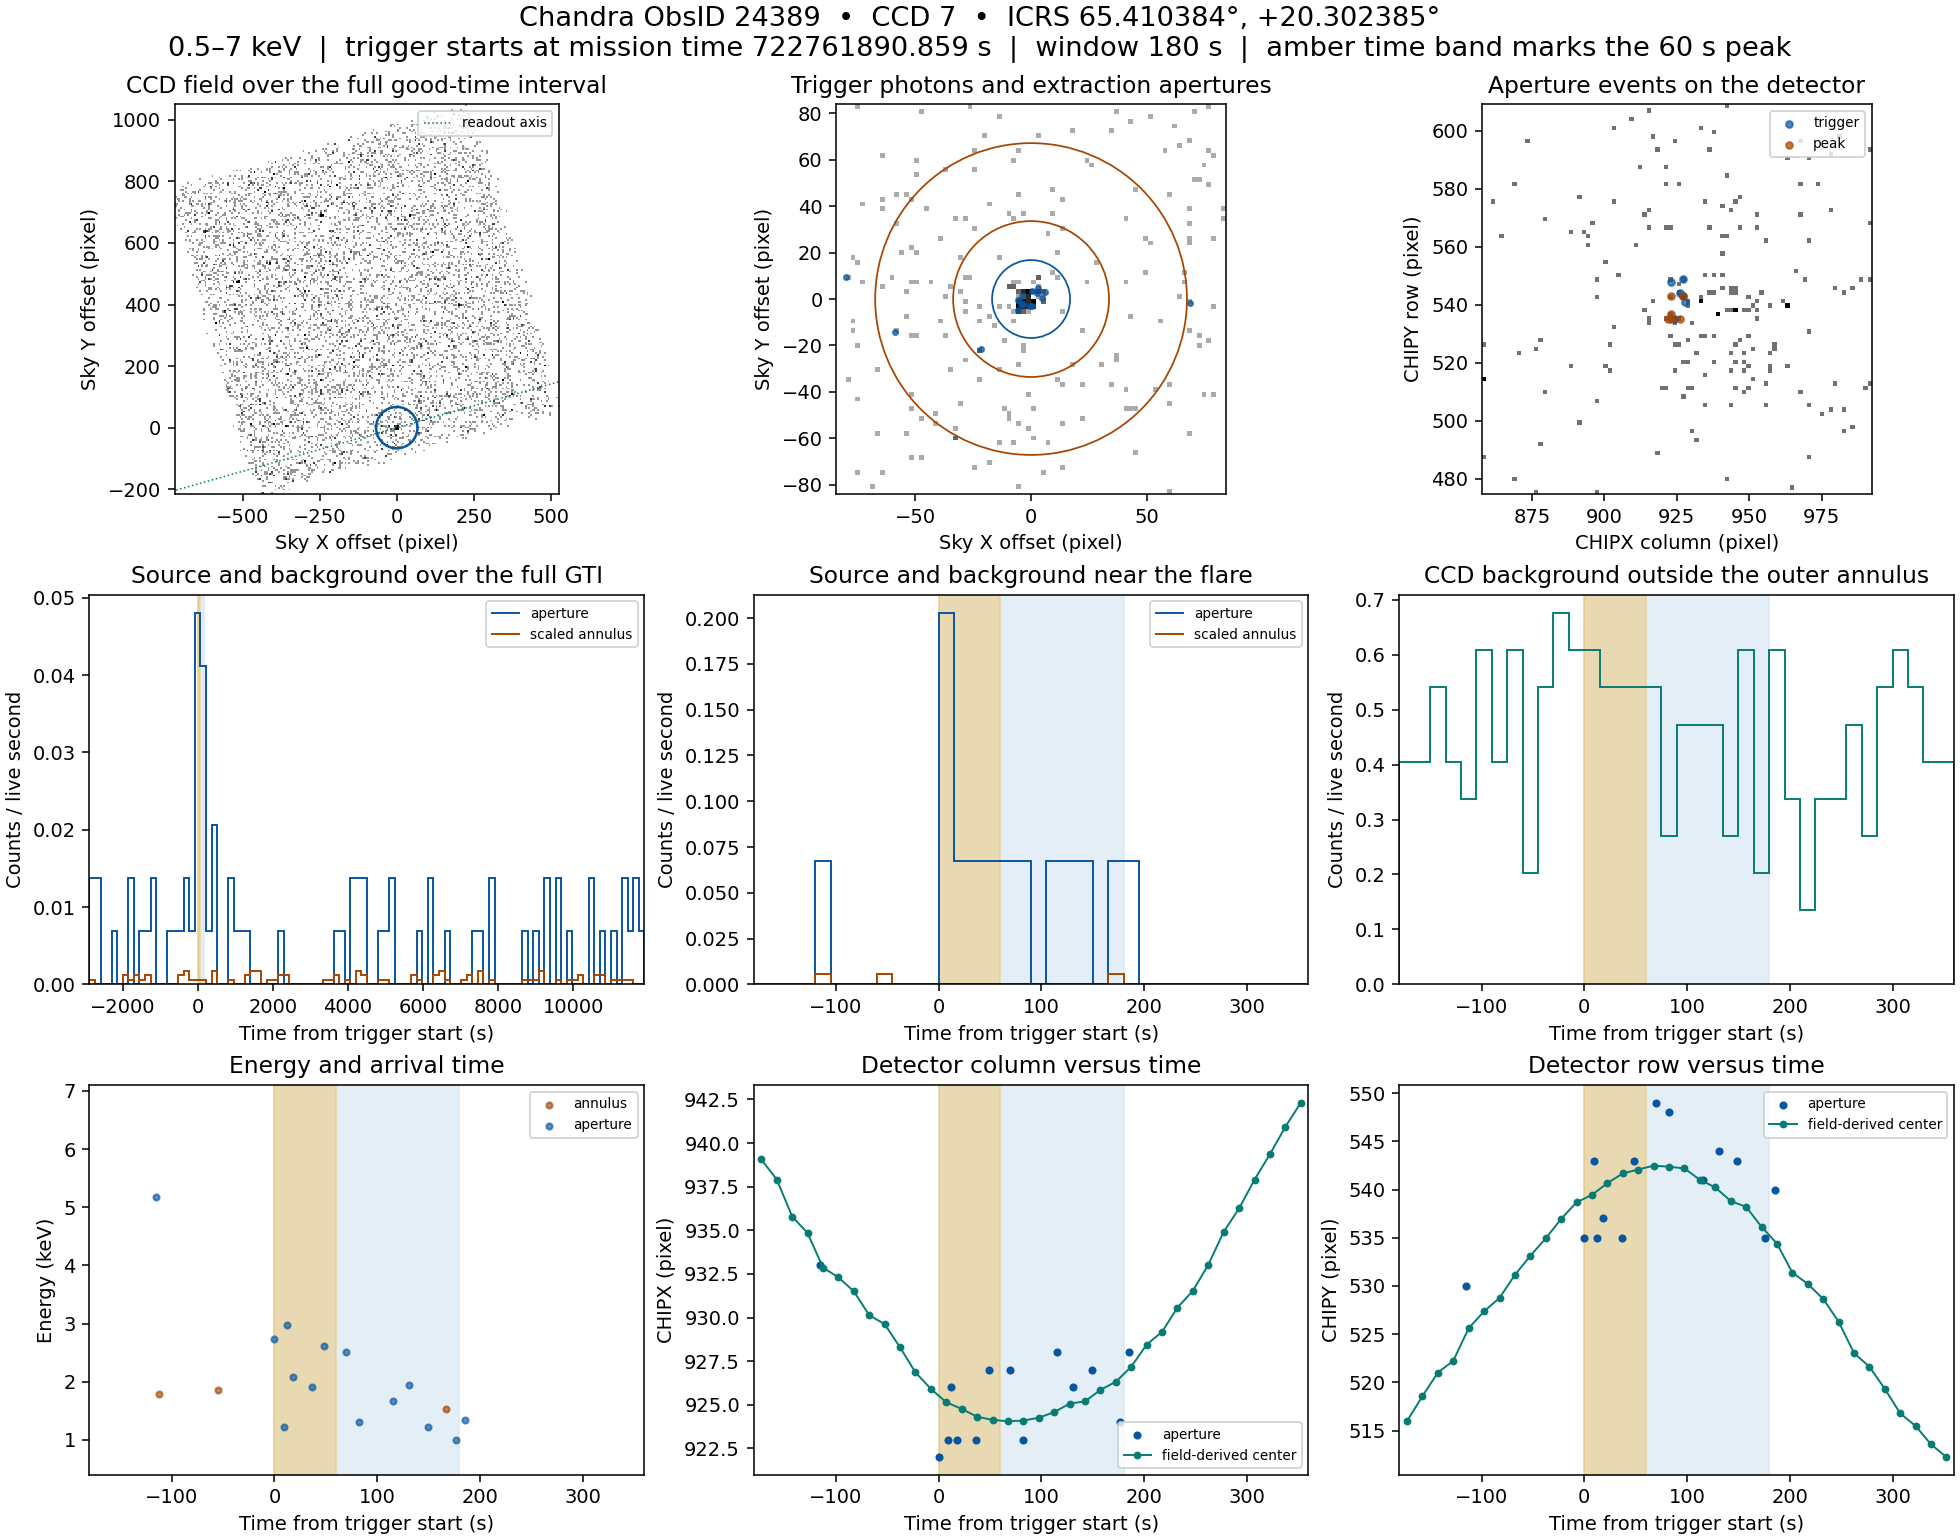 Chandra ObsID 24389 • CCD 7 • ICRS 65.410384°, +20.302385°
0.5–7 keV | trigger starts at mission time 722761890.859 s | window 180 s | amber time band marks the 60 s peak
CCD field over the full good-time interval
Sky Y offset (pixel)
1000
800
600
400
200
0
−200
readout axis
−500
−250
0
250
500
Sky X offset (pixel)
Trigger photons and extraction apertures
Sky Y offset (pixel)
80
60
40
20
0
−20
−40
−60
−80
−50
0
50
Sky X offset (pixel)
Aperture events on the detector
CHIPY row (pixel)
600
580
560
540
520
500
480
trigger
peak
875
900
925
950
975
CHIPX column (pixel)
Source and background over the full GTI
Counts / live second
0.05
0.04
0.03
0.02
0.01
0.00
aperture
scaled annulus
−2000
0
2000
4000
6000
8000
10000
Time from trigger start (s)
Source and background near the flare
Counts / live second
0.200
0.175
0.150
0.125
0.100
0.075
0.050
0.025
0.000
aperture
scaled annulus
−100
0
100
200
300
Time from trigger start (s)
CCD background outside the outer annulus
Counts / live second
0.7
0.6
0.5
0.4
0.3
0.2
0.1
0.0
−100
0
100
200
300
Time from trigger start (s)
Energy and arrival time
Energy (keV)
7
6
5
4
3
2
1
annulus
aperture
−100
0
100
200
300
Time from trigger start (s)
Detector column versus time
CHIPX (pixel)
942.5
940.0
937.5
935.0
932.5
930.0
927.5
925.0
922.5
aperture
field-derived center
−100
0
100
200
300
Time from trigger start (s)
Detector row versus time
CHIPY (pixel)
550
545
540
535
530
525
520
515
aperture
field-derived center
−100
0
100
200
300
Time from trigger start (s)